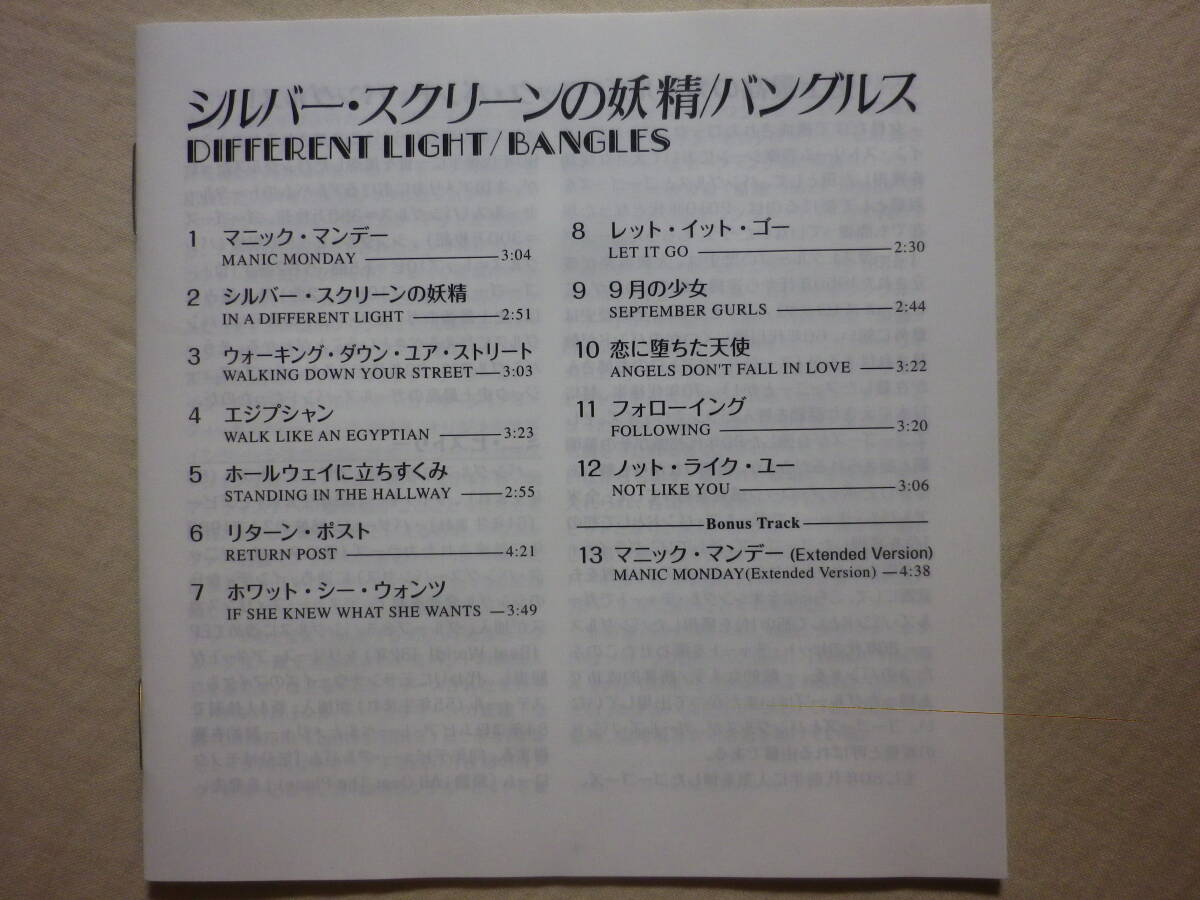 シルバー・スクリーンの妖精/バングルス
DIFFERENT LIGHT/BANGLES
1 マニック・マンデー
MANIC MONDAY 3:04
2 シルバー・スクリーンの妖精
IN A DIFFERENT LIGHT 2:51
3 ウォーキング・ダウン・ユア・ストリート
WALKING DOWN YOUR STREET 3:03
4 エジプシャン
WALK LIKE AN EGYPTIAN 3:23
5 ホールウェイに立ちすくみ
STANDING IN THE HALLWAY 2:55
6 リターン・ポスト
RETURN POST 4:21
7 ホワット・シー・ウォンツ
IF SHE KNEW WHAT SHE WANTS 3:49
8 レット・イット・ゴー
LET IT GO 2:30
9 9月の少女
SEPTEMBER GURLS 2:44
10 恋に堕ちた天使
ANGELS DON'T FALL IN LOVE 3:22
11 フォローイング
FOLLOWING 3:20
12 ノット・ライク・ユー
NOT LIKE YOU 3:06
Bonus Track
13 マニック・マンデー (Extended Version)
MANIC MONDAY(Extended Version) 4:38